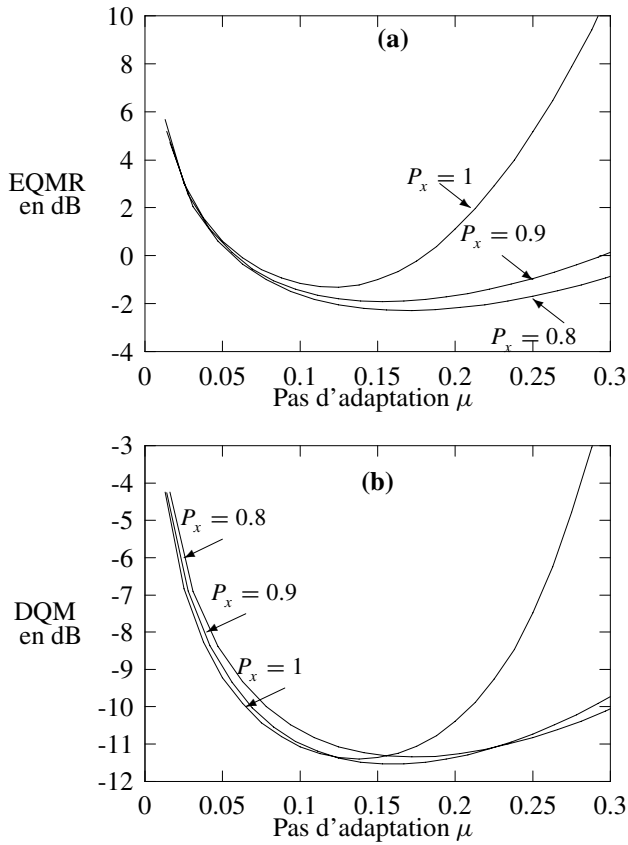 (a)
10
8
6
4
2
0
-2
-4
EQMR
en dB
P_x = 1
P_x = 0.9
P_x = 0.8
0 0.05 0.1 0.15 0.2 0.25 0.3
Pas d'adaptation μ
(b)
-3
-4
-5
-6
-7
-8
-9
-10
-11
-12
DQM
en dB
P_x = 0.8
P_x = 0.9
P_x = 1
0 0.05 0.1 0.15 0.2 0.25 0.3
Pas d'adaptation μ